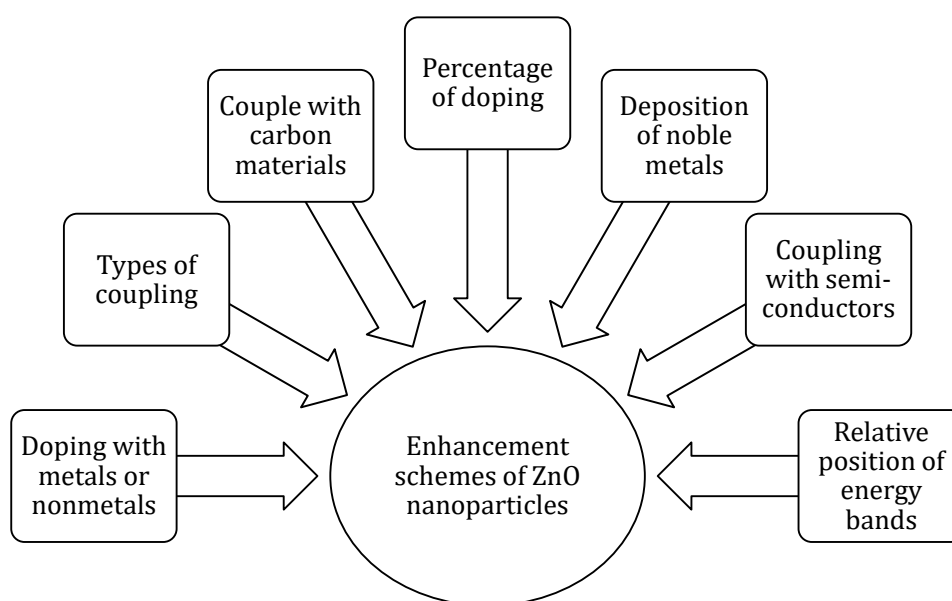 Percentage
of doping
Couple with
carbon
materials
Deposition
of noble
metals
Types of
coupling
Coupling
with semi-
conductors
Doping with
metals or
nonmetals
Enhancement
schemes of ZnO
nanoparticles
Relative
position of
energy
bands